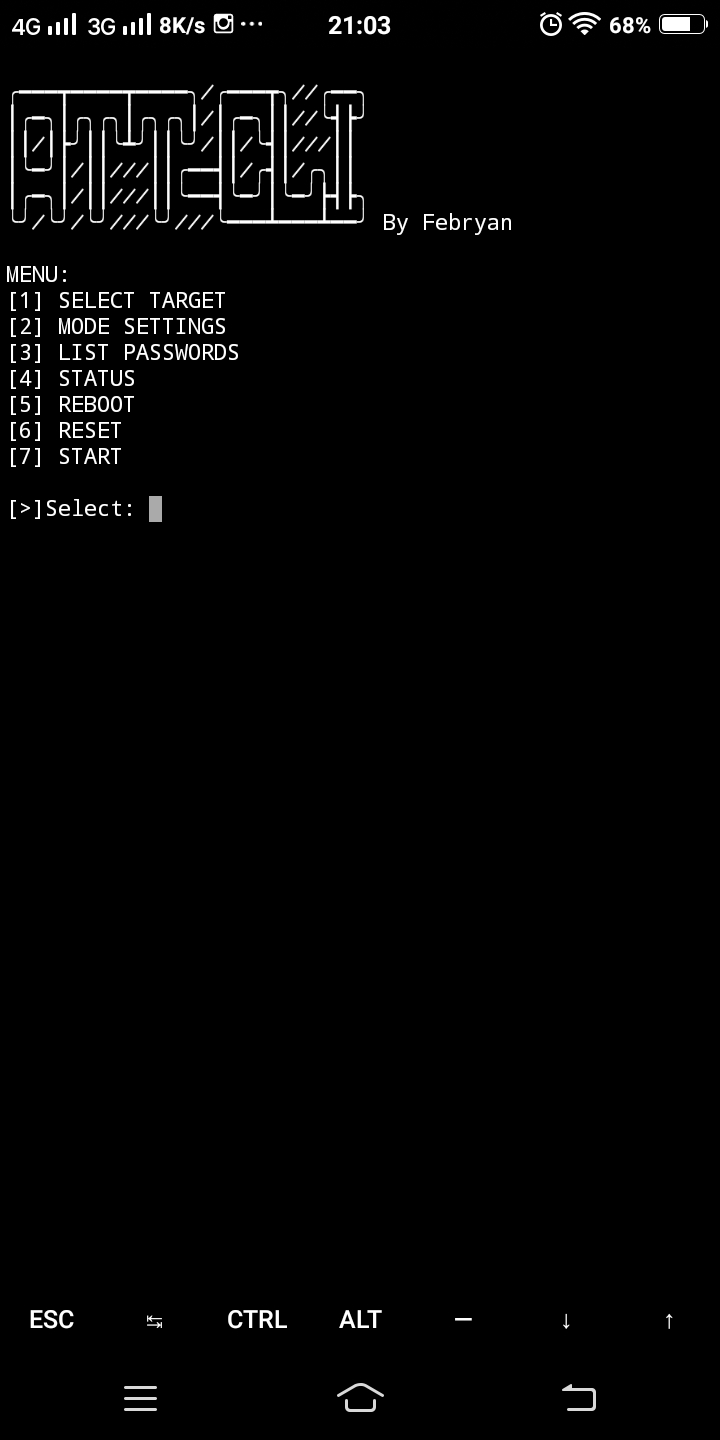 4G 3G 8K/s 21:03 68%
ATT-CLI By Febryan
MENU:
[1] SELECT TARGET
[2] MODE SETTINGS
[3] LIST PASSWORDS
[4] STATUS
[5] REBOOT
[6] RESET
[7] START
[>]Select:
ESC ↹ CTRL ALT — ↓ ↑